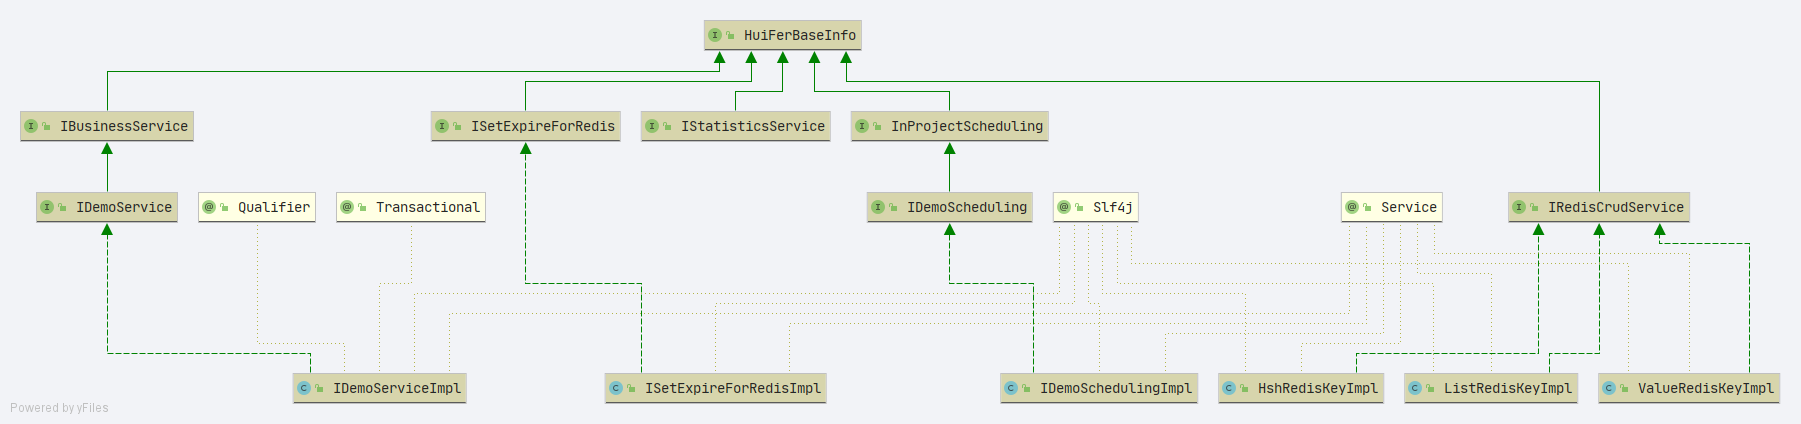 HuiFerBaseInfo
IBusinessService
ISetExpireForRedis
IStatisticsService
InProjectScheduling
IDemoService
Qualifier
Transactional
IDemoScheduling
Slf4j
Service
IRedisCrudService
IDemoServiceImpl
ISetExpireForRedisImpl
IDemoSchedulingImpl
HshRedisKeyImpl
ListRedisKeyImpl
ValueRedisKeyImpl
Powered by yFiles